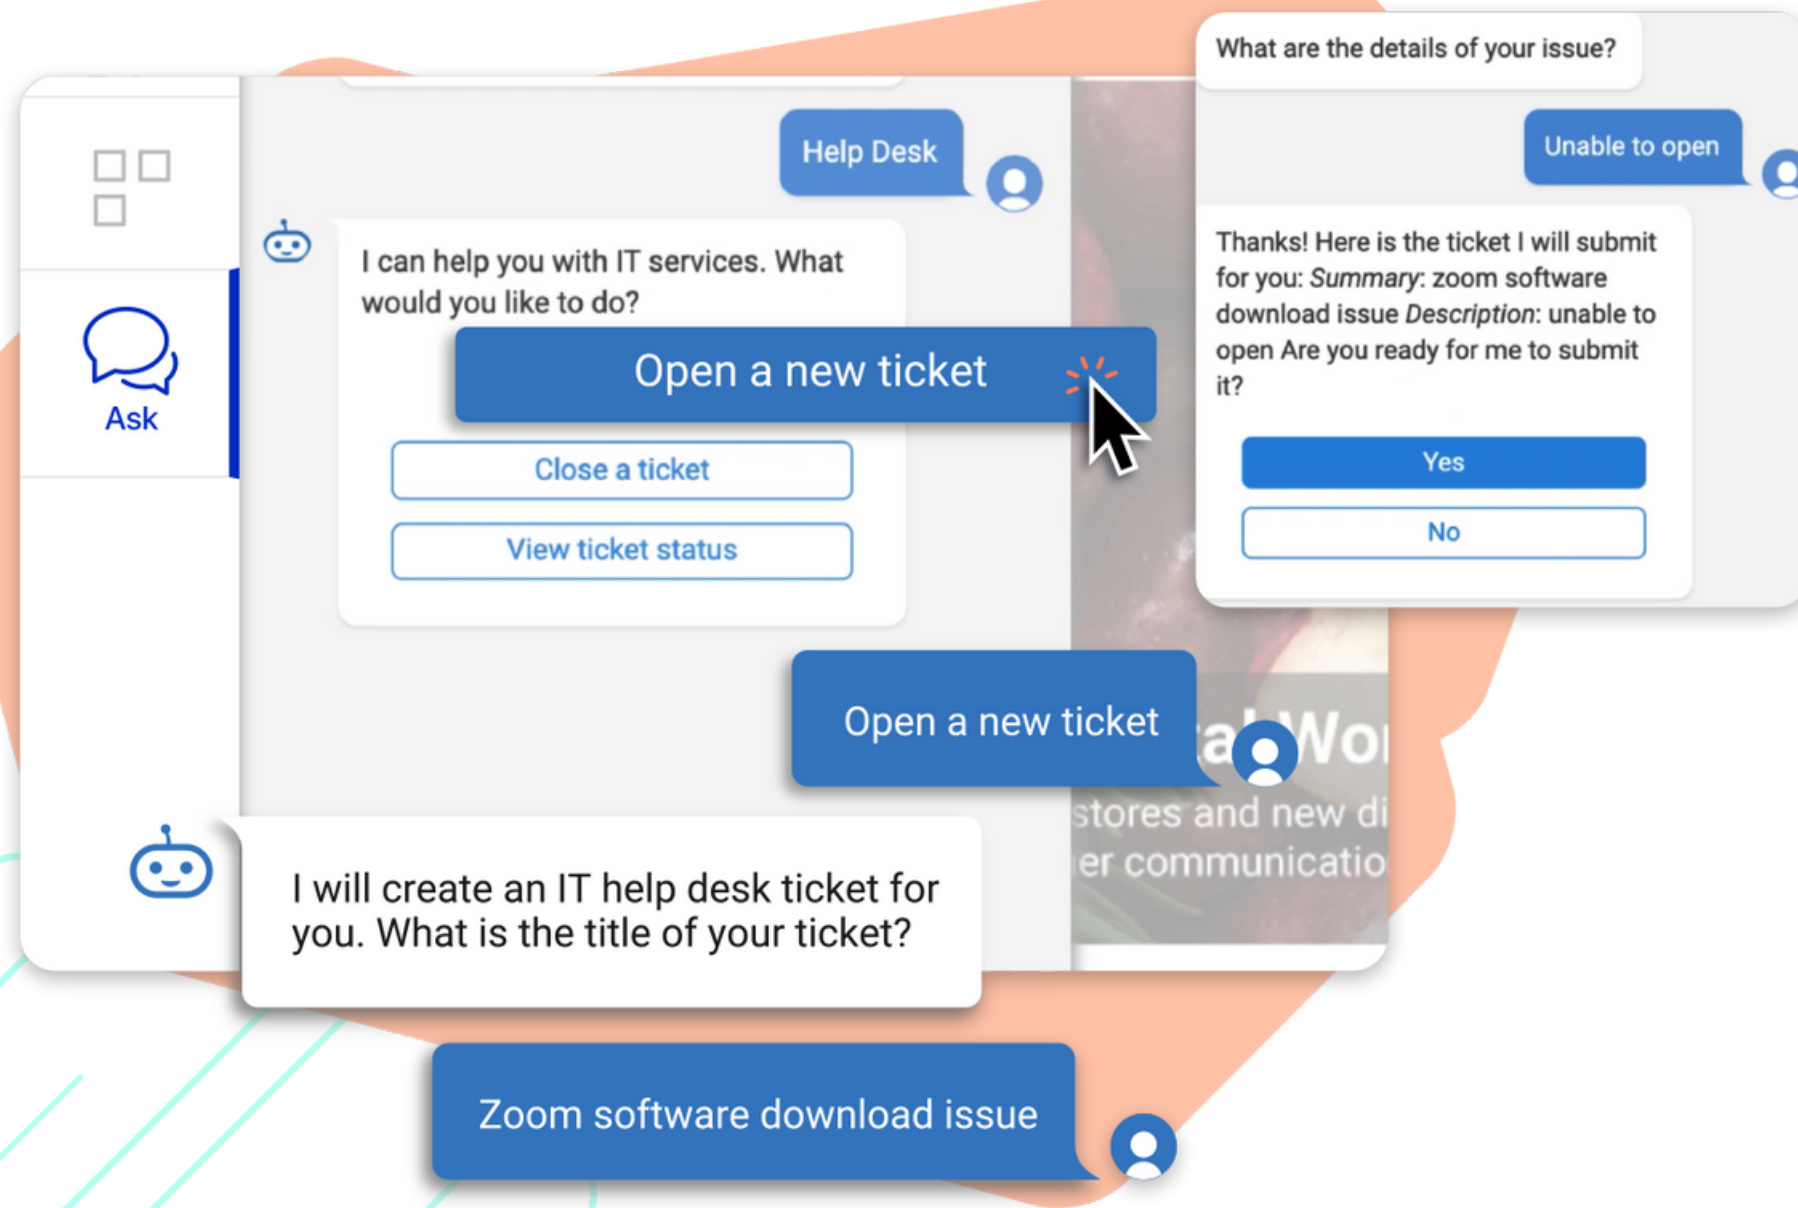 Ask
Help Desk
I can help you with IT services. What
would you like to do?
Open a new ticket
Close a ticket
View ticket status
Open a new ticket
I will create an IT help desk ticket for
you. What is the title of your ticket?
Zoom software download issue
What are the details of your issue?
Unable to open
Thanks! Here is the ticket I will submit
for you: Summary: zoom software
download issue Description: unable to
open Are you ready for me to submit
it?
Yes
No
stores and new